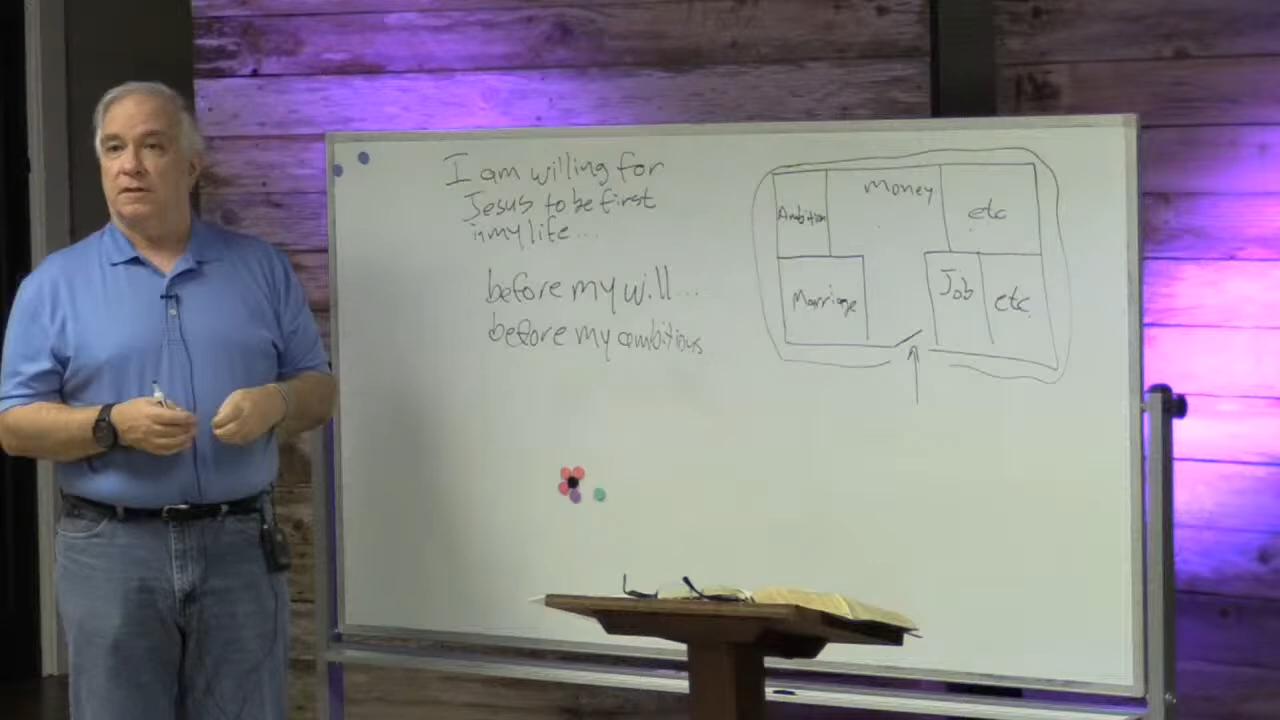 I am willing for
Jesus to be first
in my life...
before my will...
before my ambitions
Money
Ambition
etc
Marriage
Job
etc.